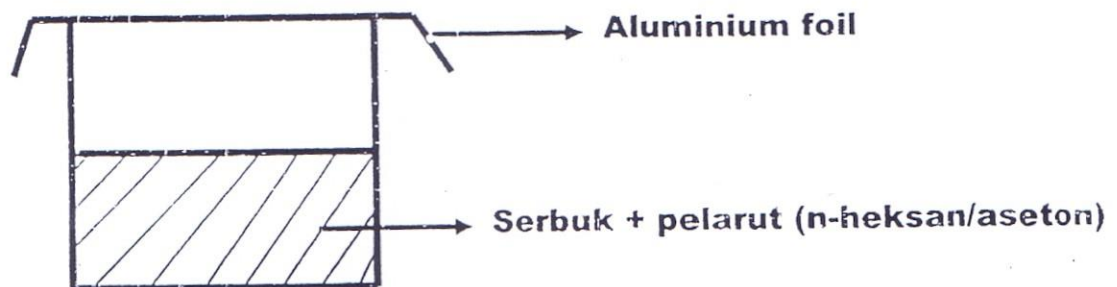 Aluminium foil
Serbuk + pelarut (n-heksan/aseton)